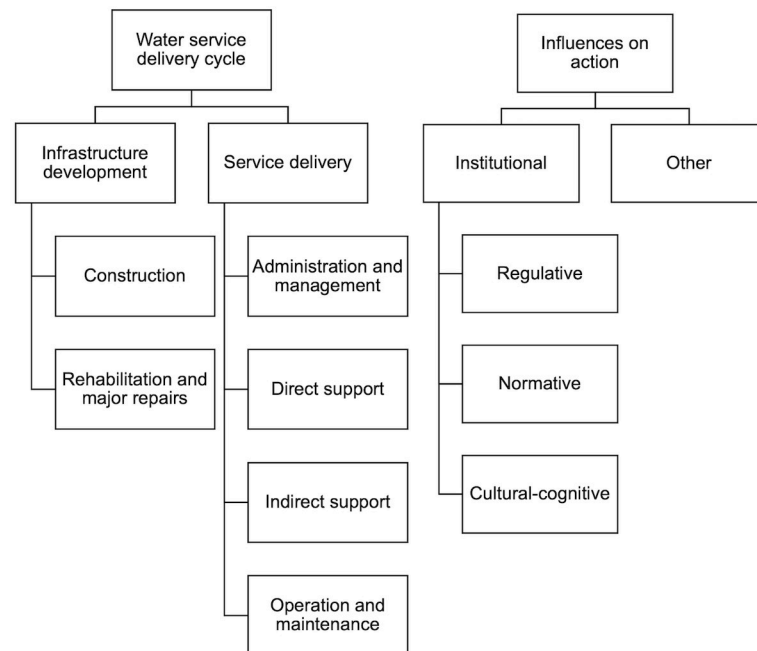 Water service
delivery cycle
Infrastructure
development
Service delivery
Construction
Rehabilitation and
major repairs
Administration and
management
Direct support
Indirect support
Operation and
maintenance
Influences on
action
Institutional
Other
Regulative
Normative
Cultural-cognitive